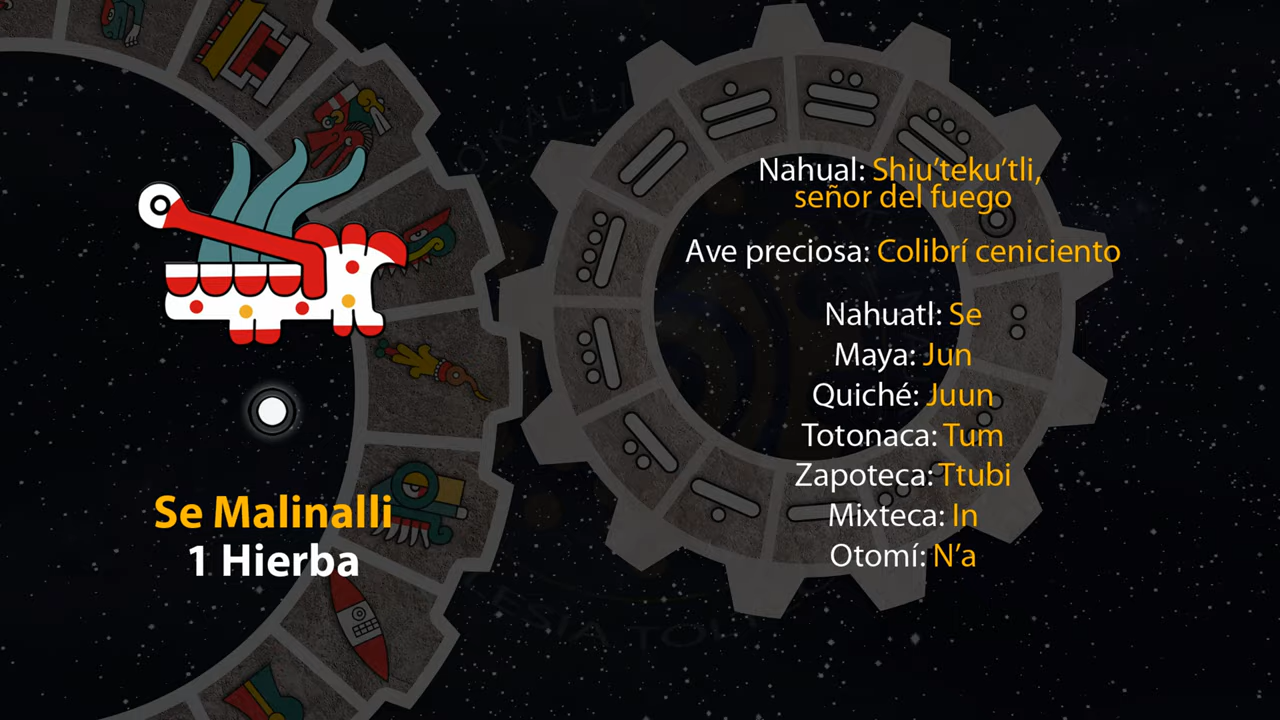 Nahual: Shiu’teku’tli,
señor del fuego
Ave preciosa: Colibrí ceniciento
Nahuatl: Se
Maya: Jun
Quiché: Juun
Totonaca: Tum
Zapoteca: Ttubi
Mixteca: In
Otomí: N’a
Se Malinalli
1 Hierba